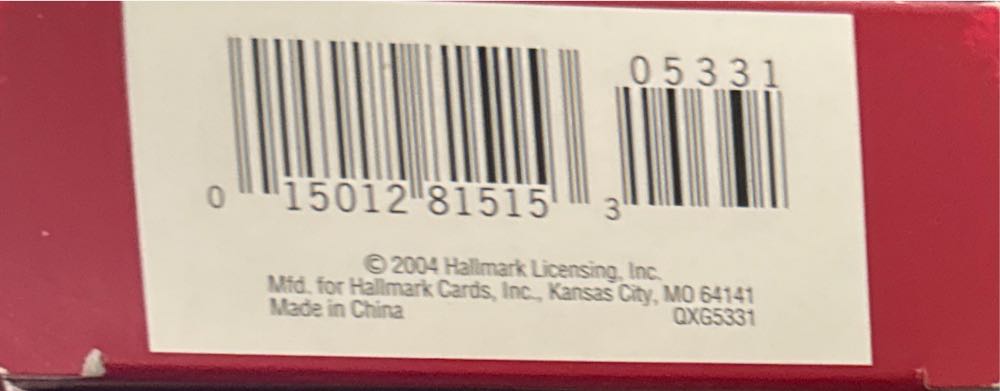 05331
0 15012 81515 3
© 2004 Hallmark Licensing, Inc.
Mfd. for Hallmark Cards, Inc., Kansas City, MO 64141
Made in China QXG5331